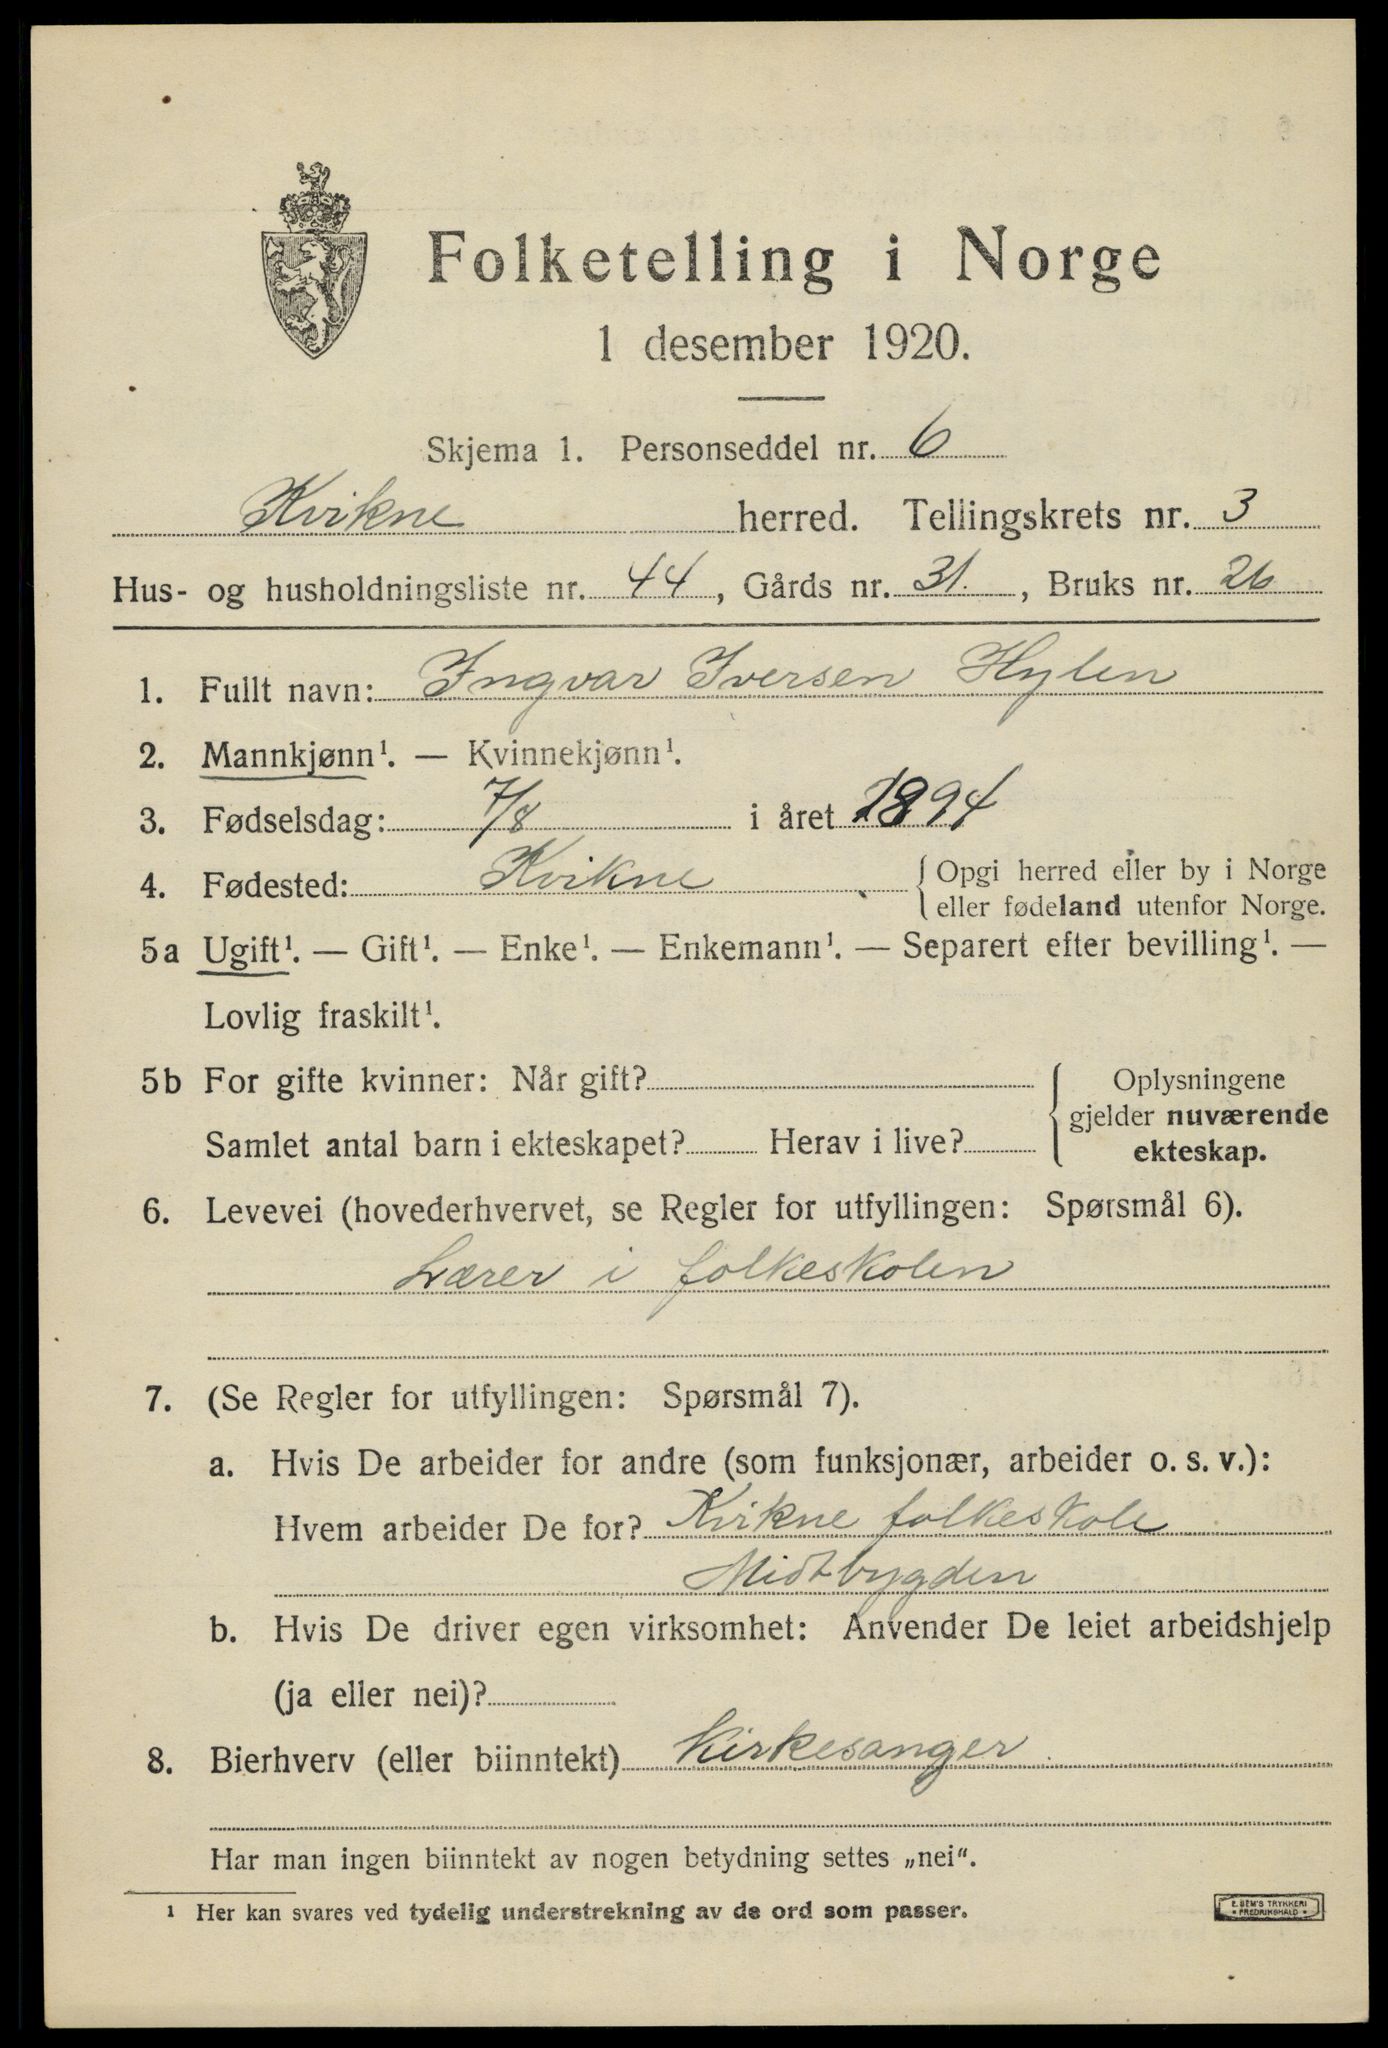 Folketelling i Norge
1 desember 1920.
Skjema 1. Personseddel nr. 6
Kvikne herred. Tellingskrets nr. 3
Hus- og husholdningsliste nr. 44, Gårds nr. 31., Bruks nr. 26
1. Fullt navn: Ingvar Iversen Hylen
2. Mannkjønn¹. — Kvinnekjønn¹.
3. Fødselsdag: 7/8 i året 1894
4. Fødested: Kvikne { Opgi herred eller by i Norge
eller fødeland utenfor Norge.
5a Ugift¹. — Gift¹. — Enke¹. — Enkemann¹. — Separert efter bevilling¹. —
Lovlig fraskilt¹.
5b For gifte kvinner: Når gift?
Samlet antal barn i ekteskapet? Herav i live?
{ Oplysningene
gjelder nuværende
ekteskap.
6. Levevei (hovederhvervet, se Regler for utfyllingen: Spørsmål 6).
Lærer i folkeskolen
7. (Se Regler for utfyllingen: Spørsmål 7).
a. Hvis De arbeider for andre (som funksjonær, arbeider o. s. v.):
Hvem arbeider De for? Kvikne folkeskole
Midtbygden
b. Hvis De driver egen virksomhet: Anvender De leiet arbeidshjelp
(ja eller nei)?
8. Bierhverv (eller biinntekt) Kirkesanger
Har man ingen biinntekt av nogen betydning settes „nei“.
¹ Her kan svares ved tydelig understrekning av de ord som passer.
E. SEM'S TRYKKERI
• FREDRIKSHALD •